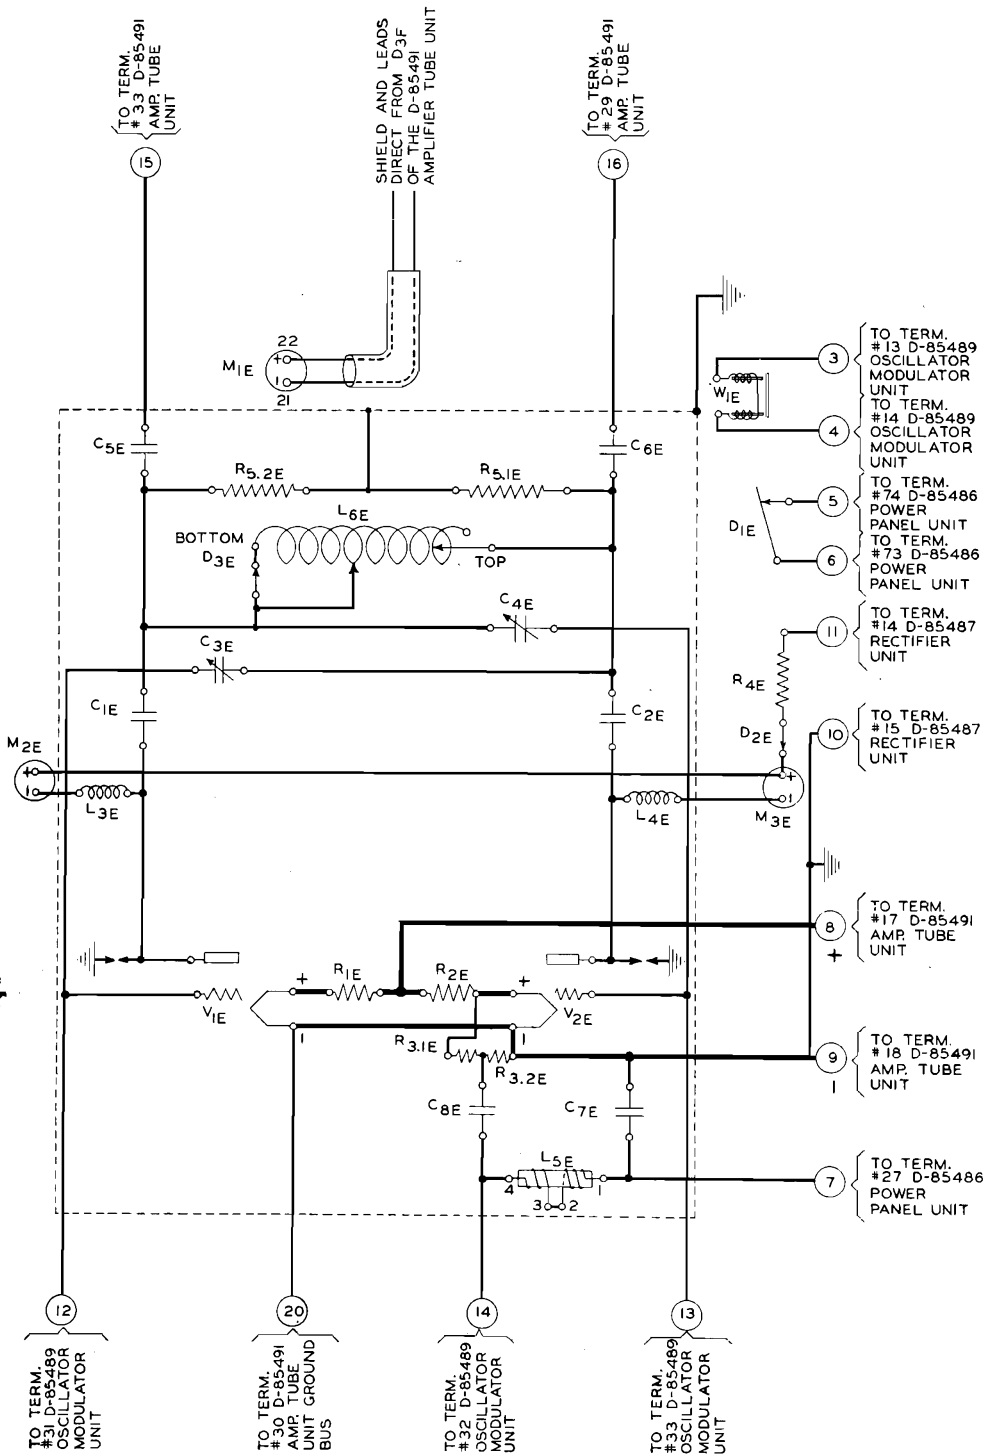 TO TERM.
# 33 D-85491
AMP. TUBE
UNIT
15
SHIELD AND LEADS
DIRECT FROM D3F
OF THE D-85491
AMPLIFIER TUBE UNIT
TO TERM.
# 29 D-85491
AMP. TUBE
UNIT
16
M1E
22
+
I
21
W1E
3
TO TERM.
#13 D-85489
OSCILLATOR
MODULATOR
UNIT
4
TO TERM.
#14 D-85489
OSCILLATOR
MODULATOR
UNIT
D1E
5
TO TERM.
#74 D-85486
POWER
PANEL UNIT
6
TO TERM.
#73 D-85486
POWER
PANEL UNIT
C5E
C6E
R5.2E
R5.1E
L6E
BOTTOM
D3E
TOP
C4E
C3E
11
TO TERM.
#14 D-85487
RECTIFIER
UNIT
R4E
C1E
C2E
D2E
10
TO TERM.
#15 D-85487
RECTIFIER
UNIT
M2E
+
I
L3E
L4E
+
I
M3E
8
+
TO TERM.
#17 D-85491
AMP. TUBE
UNIT
V1E
+
R1E
R2E
+
V2E
I
I
R3.1E
R3.2E
9
I
TO TERM.
# 18 D-85491
AMP. TUBE
UNIT
C8E
C7E
L5E
4
1
3
2
7
TO TERM.
#27 D-85486
POWER
PANEL UNIT
12
TO TERM.
#31 D-85489
OSCILLATOR
MODULATOR
UNIT
20
TO TERM.
#30 D-85491
AMP. TUBE
UNIT GROUND
BUS
14
TO TERM.
#32 D-85489
OSCILLATOR
MODULATOR
UNIT
13
TO TERM.
#33 D-85489
OSCILLATOR
MODULATOR
UNIT